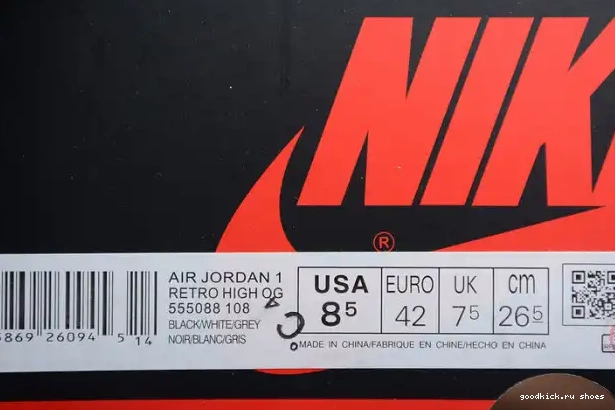 NIK
®
AIR JORDAN 1
RETRO HIGH OG
555088 108
BLACK/WHITE/GREY
NOIR/BLANC/GRIS
USA EURO UK cm
8⁵ 42 7⁵ 26⁵
MADE IN CHINA/FABRIQUE EN CHINE/HECHO EN CHINA
5869 26094 5 14
goodkick.ru shoes